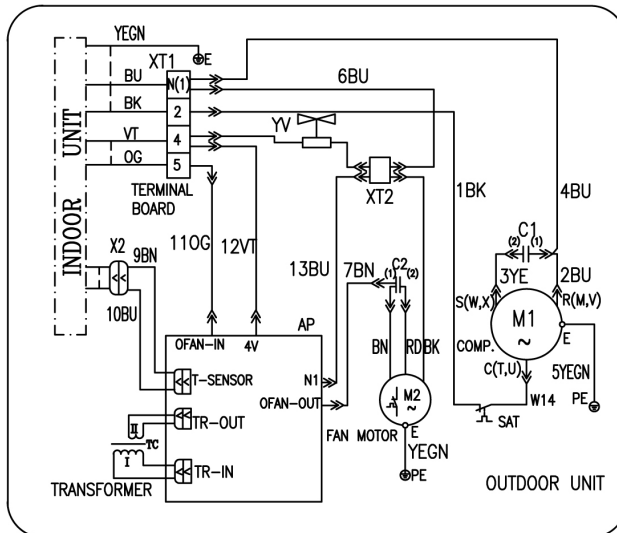 YEGN
XT1
E
BU
N(1)
6BU
BK
2
YV
VT
4
OG
5
TERMINAL
BOARD
XT2
INDOOR UNIT
1BK
4BU
X2
9BN
11OG
12VT
13BU
7BN
C2
(1)
(2)
C1
(2)
(1)
3YE
2BU
10BU
S(W,X)
R(M,V)
AP
M1
~
OFAN-IN
4V
BN
RD
BK
COMP.
E
T-SENSOR
N1
C(T,U)
5YEGN
OFAN-OUT
M2
~
W14
PE
TR-OUT
II
TC
I
FAN MOTOR
E
SAT
YEGN
TR-IN
PE
TRANSFORMER
OUTDOOR UNIT